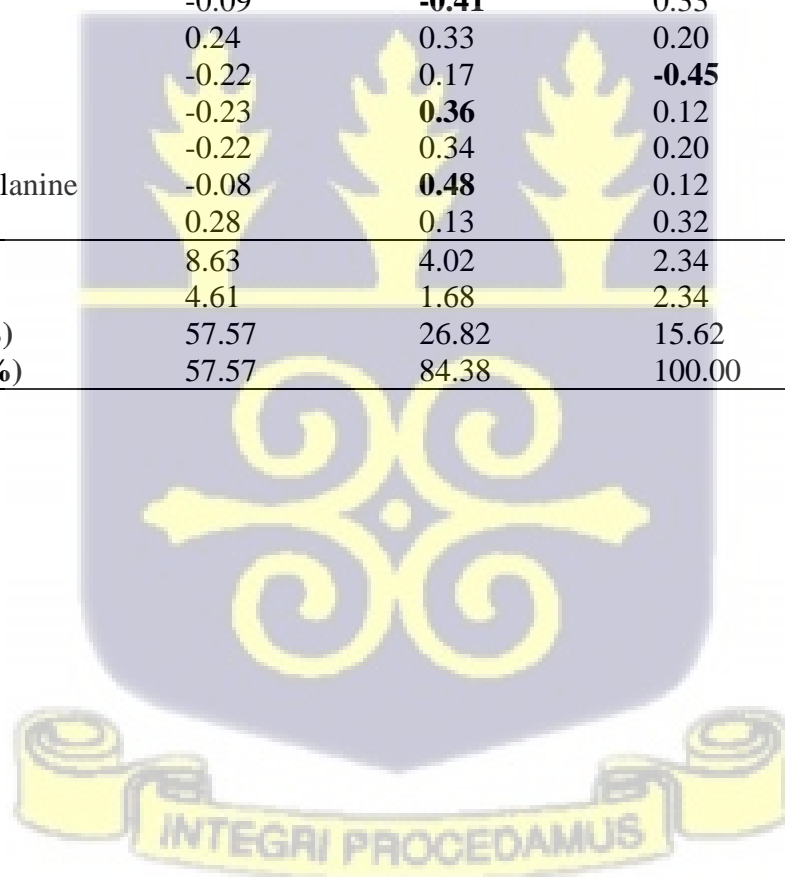 -0.09 -0.41 0.33
0.24 0.33 0.20
-0.22 0.17 -0.45
-0.23 0.36 0.12
-0.22 0.34 0.20
lanine -0.08 0.48 0.12
0.28 0.13 0.32
8.63 4.02 2.34
4.61 1.68 2.34
) 57.57 26.82 15.62
%) 57.57 84.38 100.00
INTEGRI PROCEDAMUS